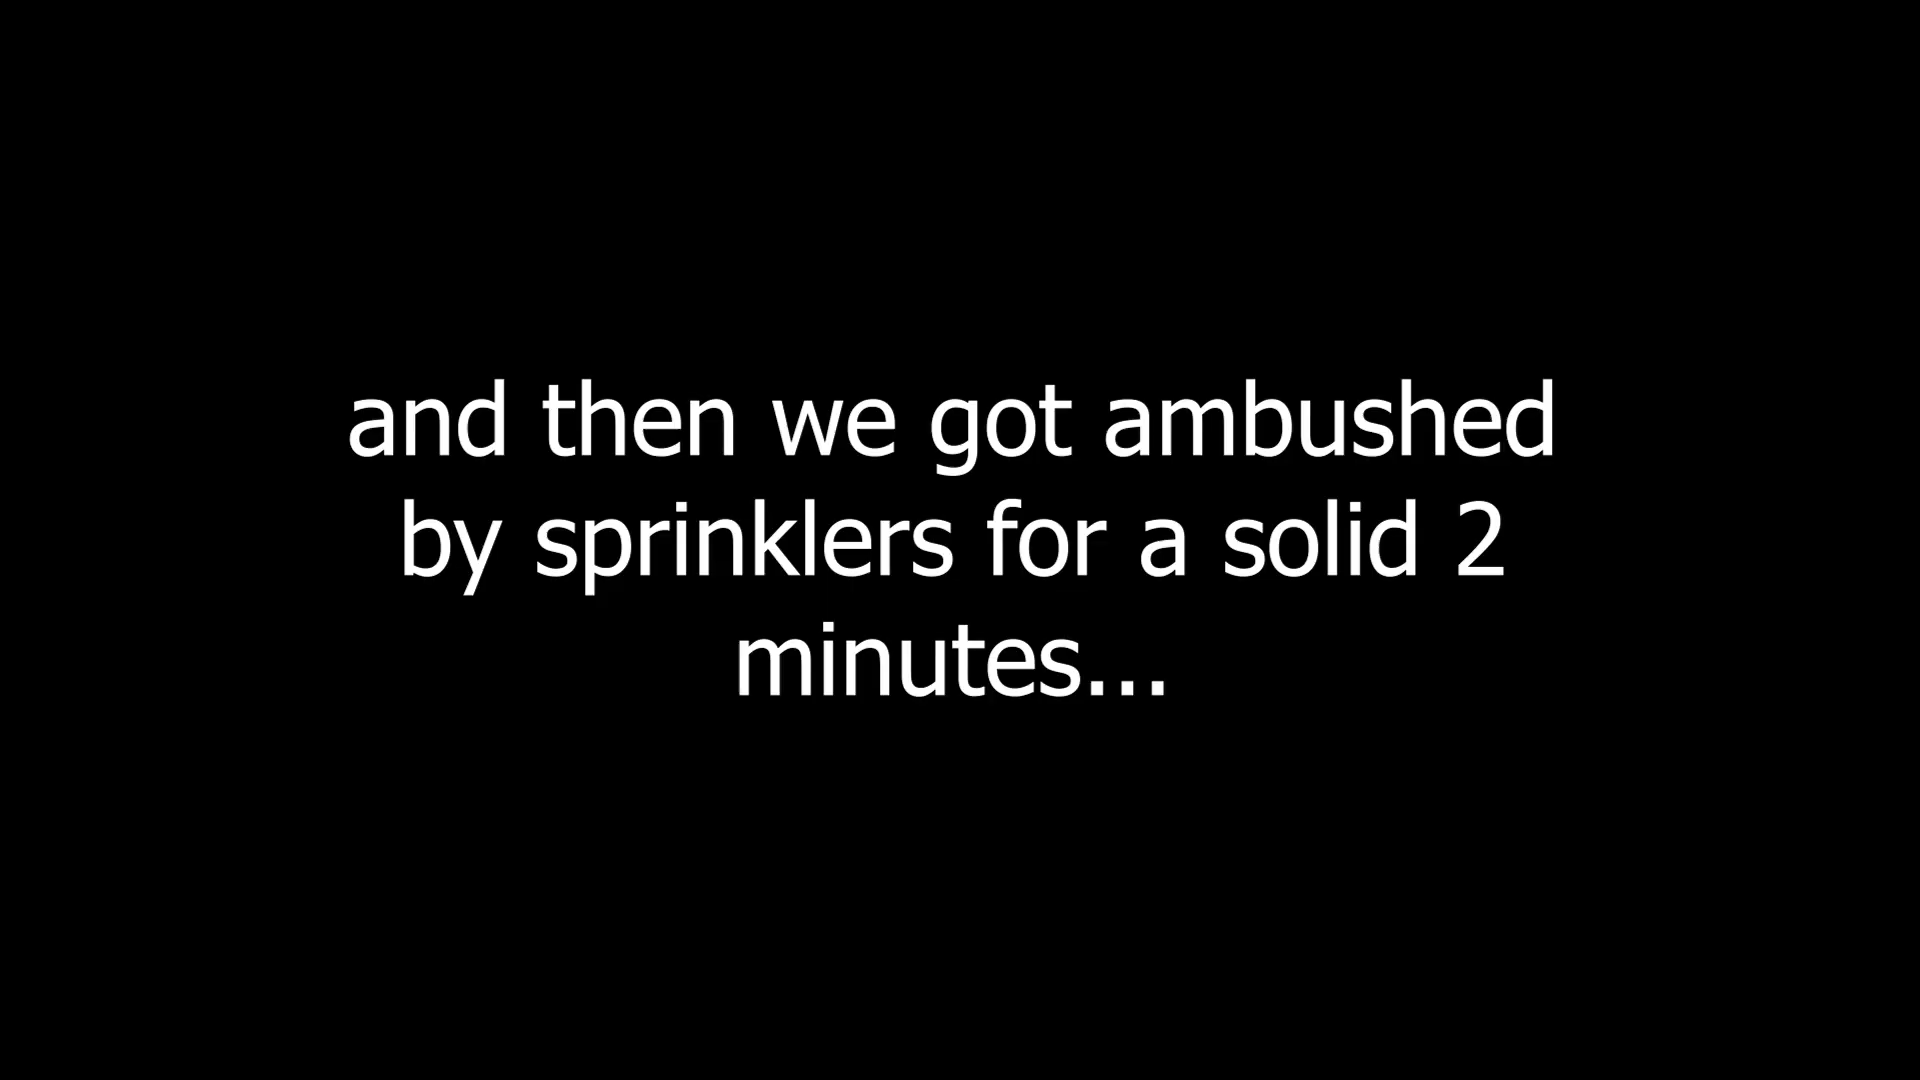 and then we got ambushed
by sprinklers for a solid 2
minutes...